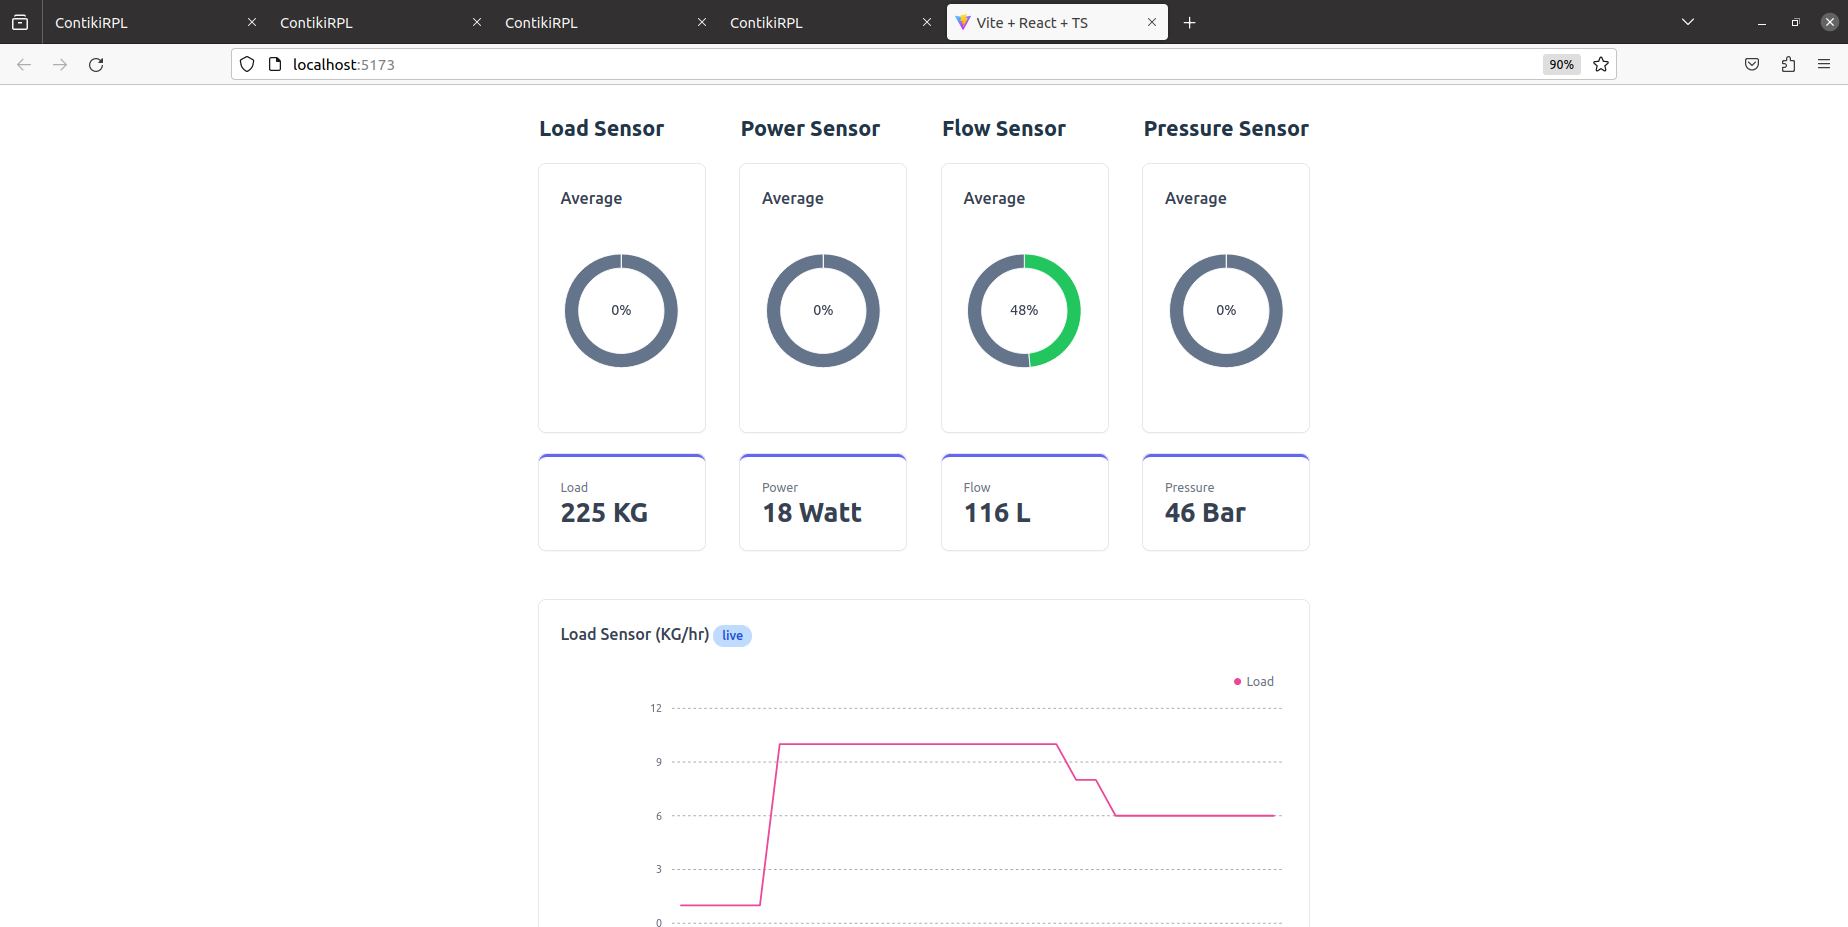 ContikiRPL
ContikiRPL
ContikiRPL
ContikiRPL
Vite + React + TS
localhost:5173
90%
Load Sensor
Power Sensor
Flow Sensor
Pressure Sensor
Average
Average
Average
Average
0%
0%
48%
0%
Load
225 KG
Power
18 Watt
Flow
116 L
Pressure
46 Bar
Load Sensor (KG/hr) live
Load
12
9
6
3
0